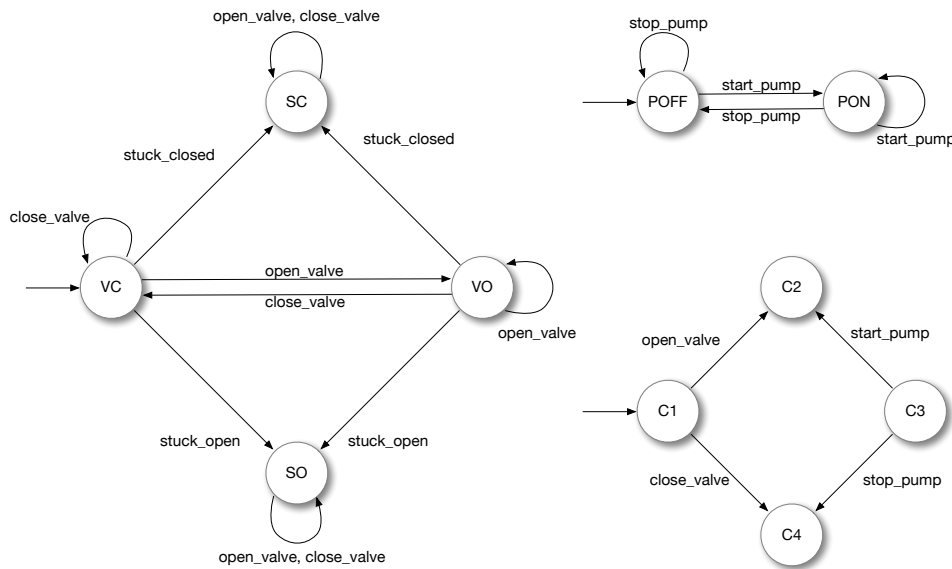 open_valve, close_valve
SC
stuck_closed
stuck_closed
close_valve
VC
open_valve
close_valve
VO
open_valve
stuck_open
stuck_open
SO
open_valve, close_valve
stop_pump
POFF
start_pump
stop_pump
PON
start_pump
C2
open_valve
start_pump
C1
C3
close_valve
stop_pump
C4